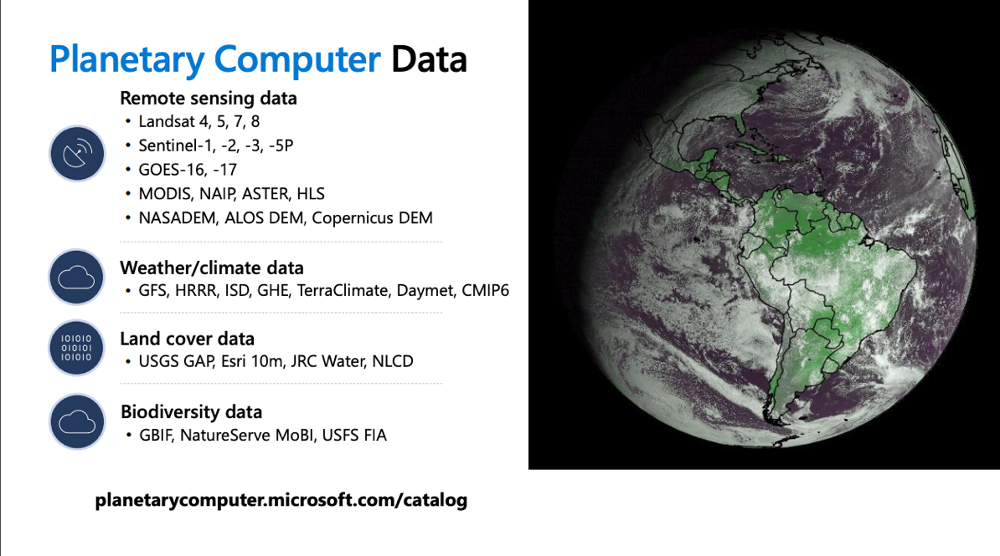 Planetary Computer Data
Remote sensing data
• Landsat 4, 5, 7, 8
• Sentinel-1, -2, -3, -5P
• GOES-16, -17
• MODIS, NAIP, ASTER, HLS
• NASADEM, ALOS DEM, Copernicus DEM
Weather/climate data
• GFS, HRRR, ISD, GHE, TerraClimate, Daymet, CMIP6
101010
010101
101010
Land cover data
• USGS GAP, Esri 10m, JRC Water, NLCD
Biodiversity data
• GBIF, NatureServe MoBI, USFS FIA
planetarycomputer.microsoft.com/catalog